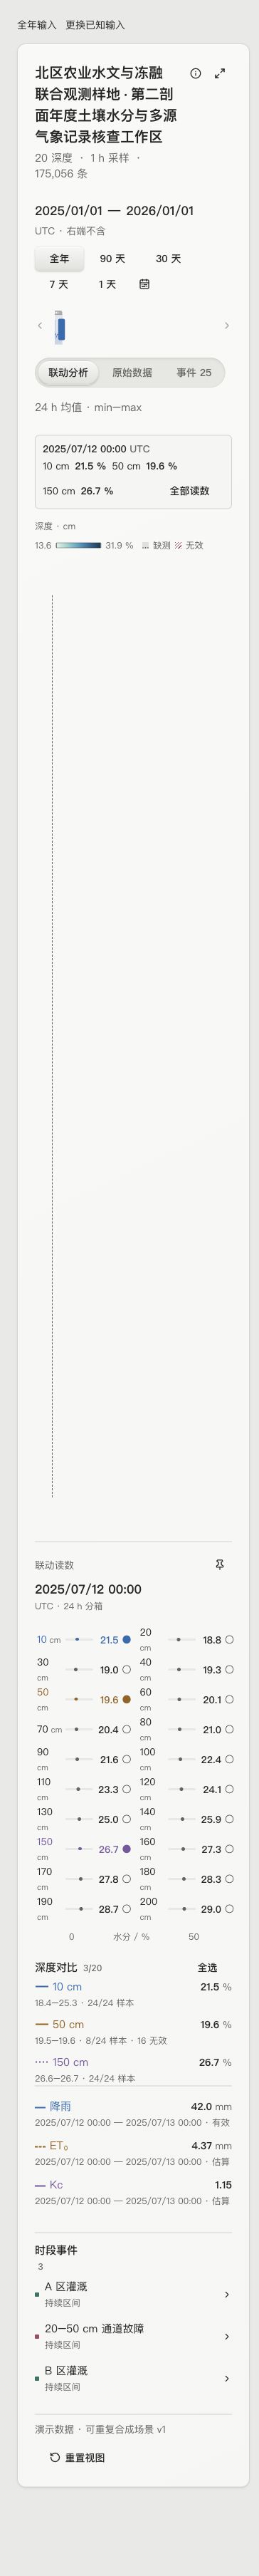 全年输入 更换已知输入
北区农业水文与冻融
联合观测样地 · 第二剖
面年度土壤水分与多源
气象记录核查工作区
20 深度 · 1 h 采样 ·
175,056 条
2025/01/01 — 2026/01/01
UTC · 右端不含
全年 90 天 30 天
7 天 1 天
联动分析 原始数据 事件 25
24 h 均值 · min—max
2025/07/12 00:00 UTC
10 cm 21.5 % 50 cm 19.6 %
150 cm 26.7 % 全部读数
深度 · cm
13.6 31.9 % 缺测 无效
联动读数
2025/07/12 00:00
UTC · 24 h 分箱
10 cm 21.5 20 cm 18.8
30 cm 19.0 40 cm 19.3
50 cm 19.6 60 cm 20.1
70 cm 20.4 80 cm 21.0
90 cm 21.6 100 cm 22.4
110 cm 23.3 120 cm 24.1
130 cm 25.0 140 cm 25.9
150 cm 26.7 160 cm 27.3
170 cm 27.8 180 cm 28.3
190 cm 28.7 200 cm 29.0
0 水分 / % 50
深度对比 3/20 全选
10 cm 21.5 %
18.4—25.3 · 24/24 样本
50 cm 19.6 %
19.5—19.6 · 8/24 样本 · 16 无效
150 cm 26.7 %
26.6—26.7 · 24/24 样本
降雨 42.0 mm
2025/07/12 00:00 — 2025/07/13 00:00 · 有效
ET₀ 4.37 mm
2025/07/12 00:00 — 2025/07/13 00:00 · 估算
Kc 1.15
2025/07/12 00:00 — 2025/07/13 00:00 · 估算
时段事件
3
A 区灌溉
持续区间
20—50 cm 通道故障
持续区间
B 区灌溉
持续区间
演示数据 · 可重复合成场景 v1
重置视图